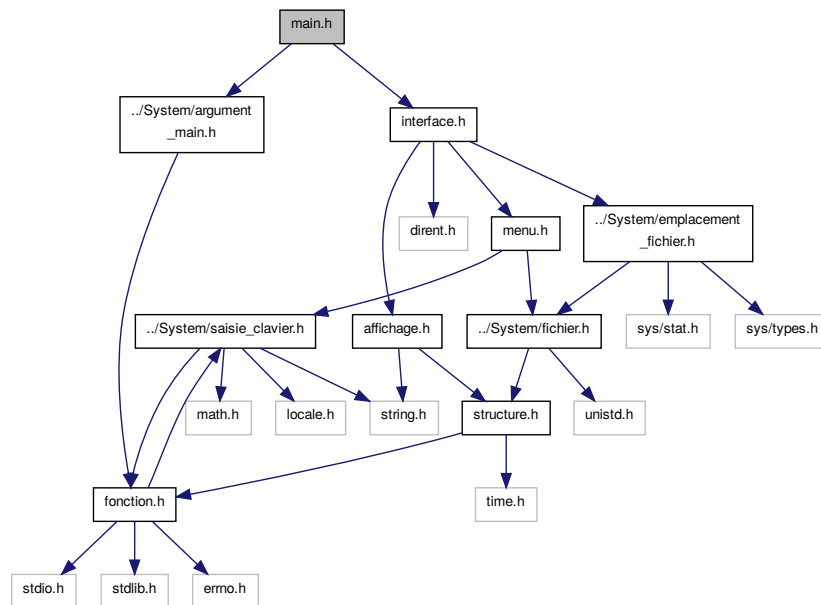 main.h
../System/argument
_main.h
interface.h
dirent.h
menu.h
../System/emplacement
_fichier.h
../System/saisie_clavier.h
affichage.h
../System/fichier.h
sys/stat.h
sys/types.h
math.h
locale.h
string.h
structure.h
unistd.h
fonction.h
time.h
stdio.h
stdlib.h
errno.h